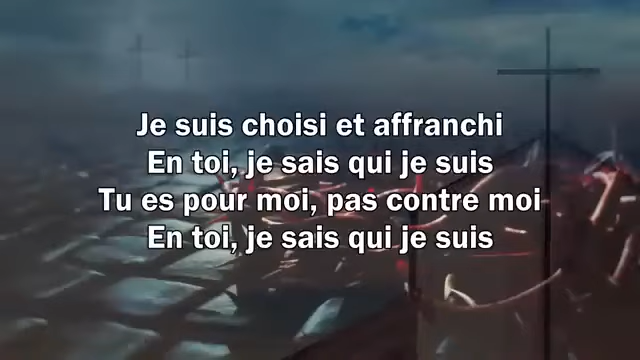 Je suis choisi et affranchi
En toi, je sais qui je suis
Tu es pour moi, pas contre moi
En toi, je sais qui je suis